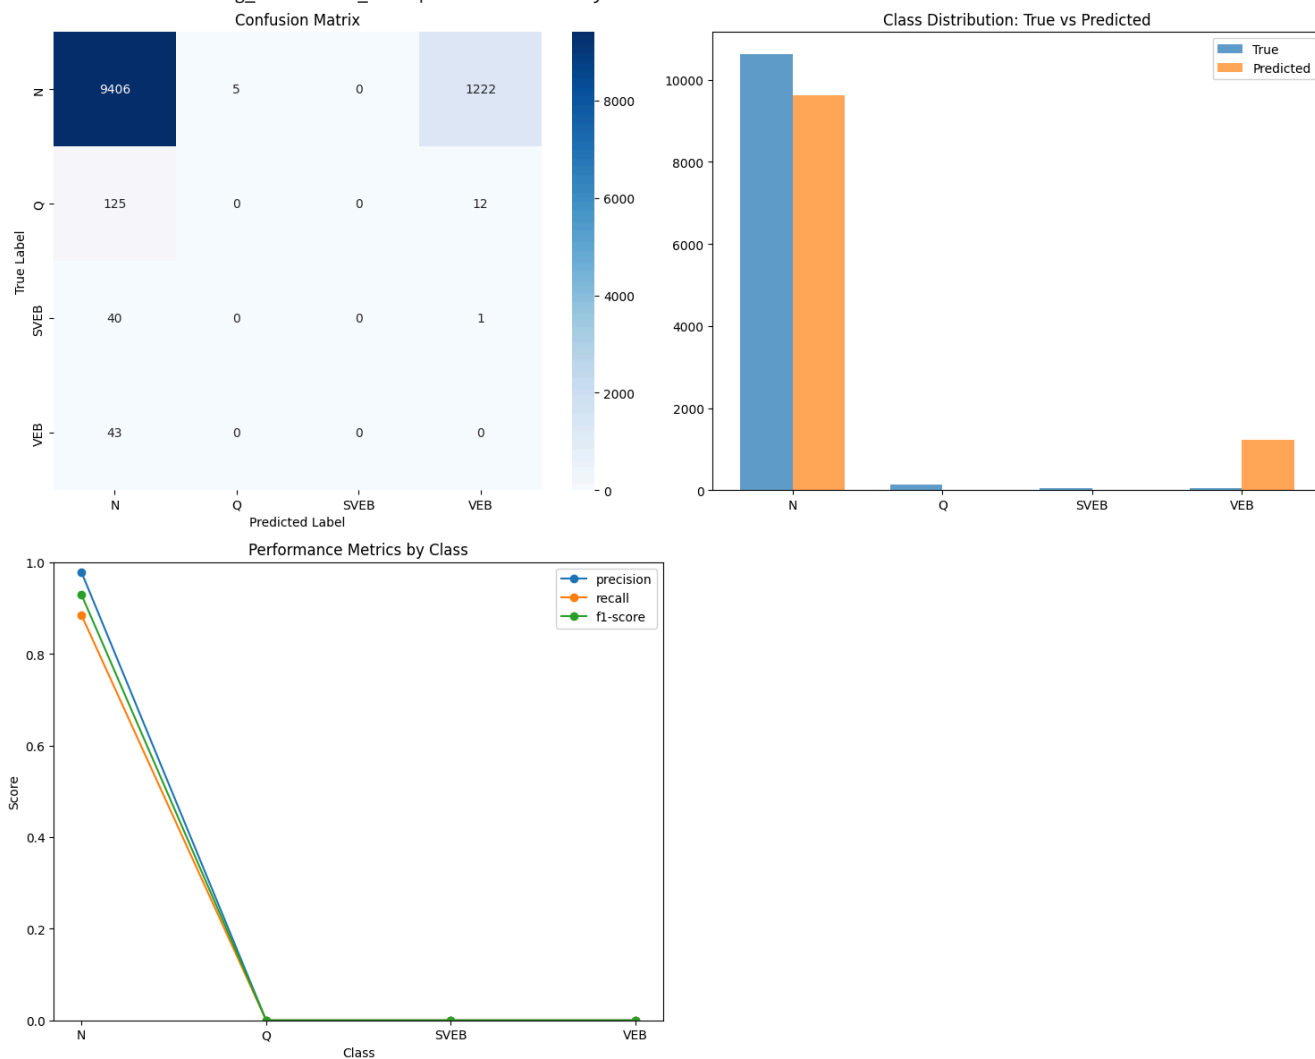 Confusion Matrix
N
9406
5
0
1222
Q
125
0
0
12
SVEB
40
0
0
1
VEB
43
0
0
0
True Label
N
Q
SVEB
VEB
Predicted Label
8000
6000
4000
2000
0
Class Distribution: True vs Predicted
True
Predicted
10000
8000
6000
4000
2000
0
N
Q
SVEB
VEB
Performance Metrics by Class
precision
recall
f1-score
1.0
0.8
0.6
0.4
0.2
0.0
Score
N
Q
SVEB
VEB
Class